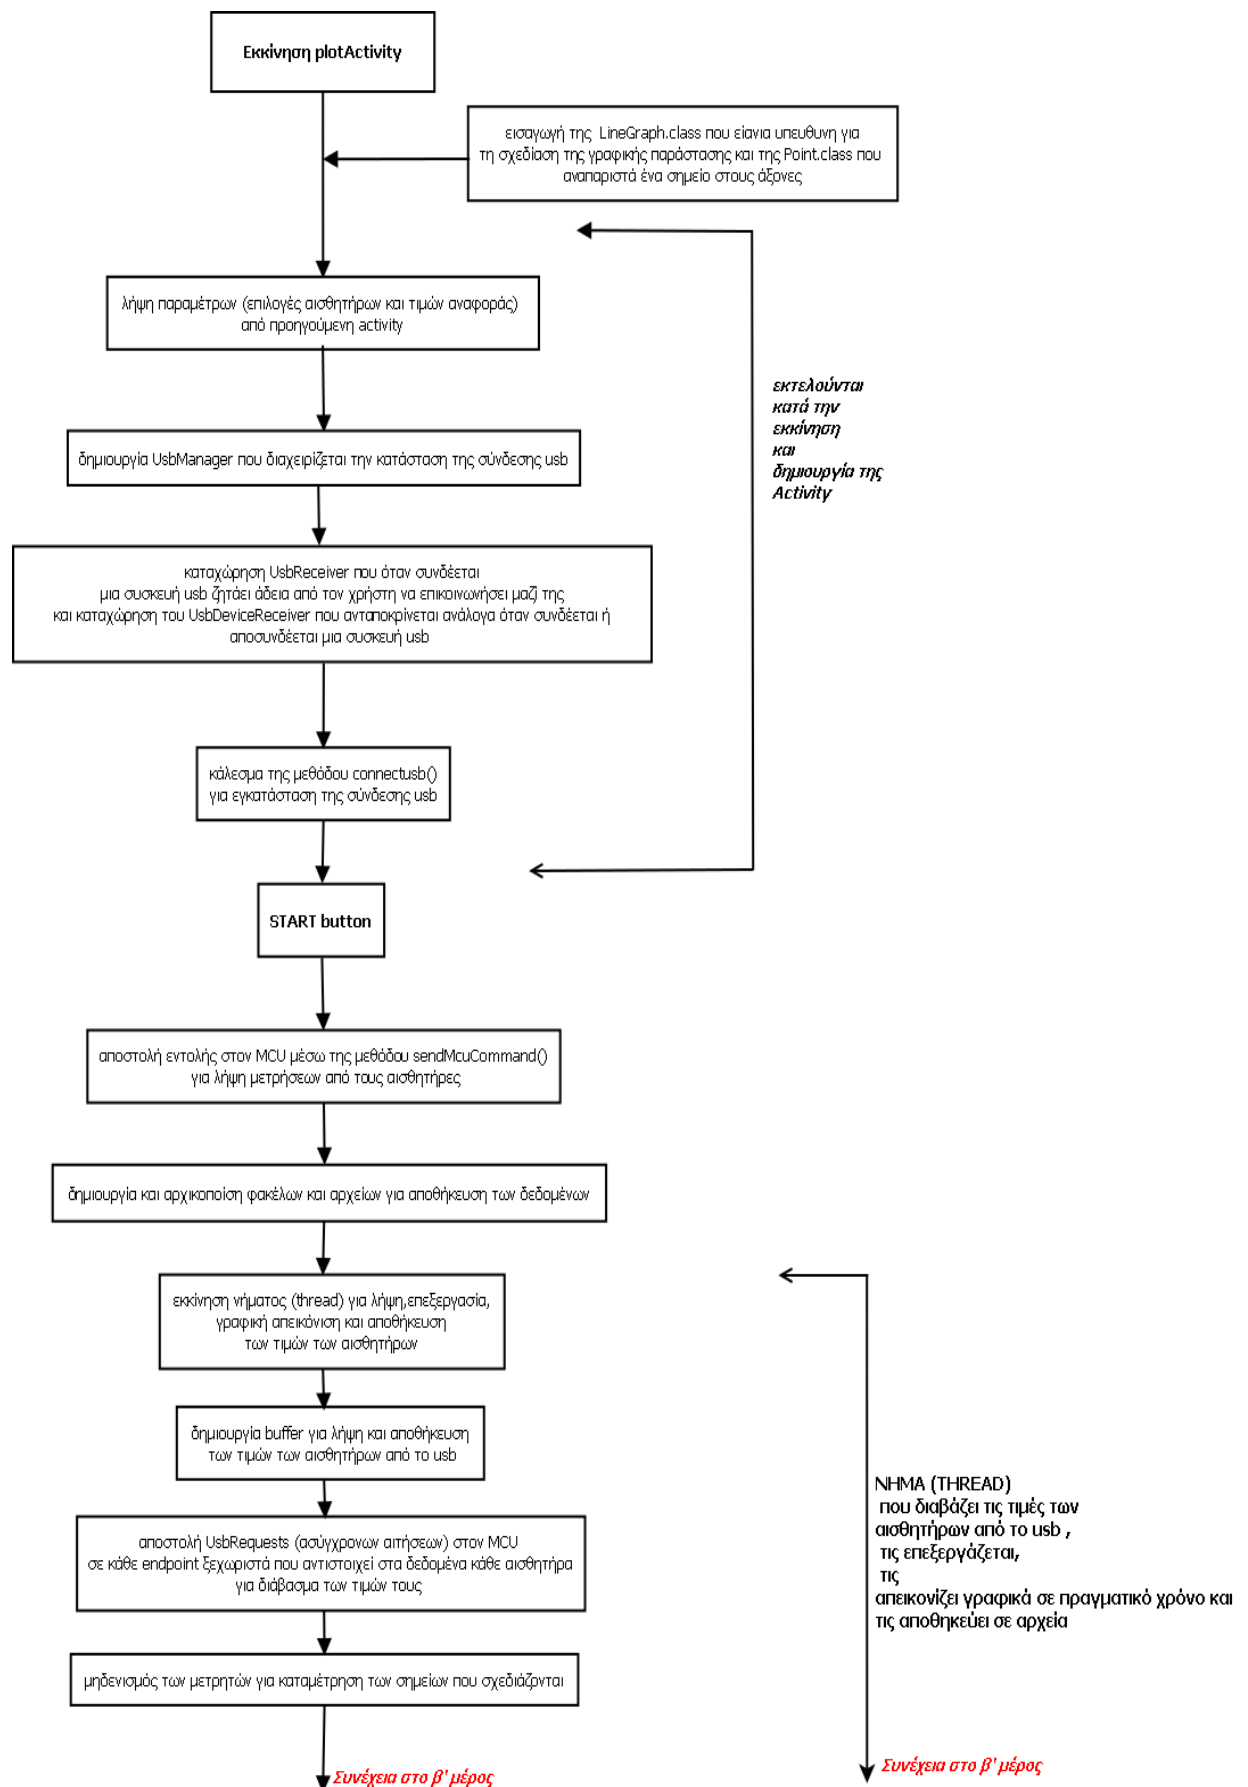 Εκκίνηση plotActivity
εισαγωγή της LineGraph.class που είανια υπευθυνη για
τη σχεδίαση της γραφικής παράστασης και της Point.class που
αναπαριστά ένα σημείο στους άξονες
λήψη παραμέτρων (επιλογές αισθητήρων και τιμών αναφοράς)
από προηγούμενη activity
εκτελούνται
κατά την
εκκίνηση
και
δημιουργία της
Activity
δημιουργία UsbManager που διαχειρίζεται την κατάσταση της σύνδεσης usb
καταχώρηση UsbReceiver που όταν συνδέεται
μια συσκευή usb ζητάει άδεια από τον χρήστη να επικοινωνήσει μαζί της
και καταχώρηση του UsbDeviceReceiver που ανταποκρίνεται ανάλογα όταν συνδέεται ή
αποσυνδέεται μια συσκευή usb
κάλεσμα της μεθόδου connectusb()
για εγκατάσταση της σύνδεσης usb
START button
αποστολή εντολής στον MCU μέσω της μεθόδου sendMcuCommand()
για λήψη μετρήσεων από τους αισθητήρες
δημιουργία και αρχικοποίση φακέλων και αρχείων για αποθήκευση των δεδομένων
εκκίνηση νήματος (thread) για λήψη,επεξεργασία,
γραφική απεικόνιση και αποθήκευση
των τιμών των αισθητήρων
δημιουργία buffer για λήψη και αποθήκευση
των τιμών των αισθητήρων από το usb
ΝΗΜΑ (THREAD)
που διαβάζει τις τιμές των
αισθητήρων από το usb ,
τις επεξεργάζεται,
τις
απεικονίζει γραφικά σε πραγματικό χρόνο και
τις αποθηκεύει σε αρχεία
αποστολή UsbRequests (ασύγχρονων αιτήσεων) στον MCU
σε κάθε endpoint ξεχωριστά που αντιστοιχεί στα δεδομένα κάθε αισθητήρα
για διάβασμα των τιμών τους
μηδενισμός των μετρητών για καταμέτρηση των σημείων που σχεδιάζονται
Συνέχεια στο β' μέρος
Συνέχεια στο β' μέρος